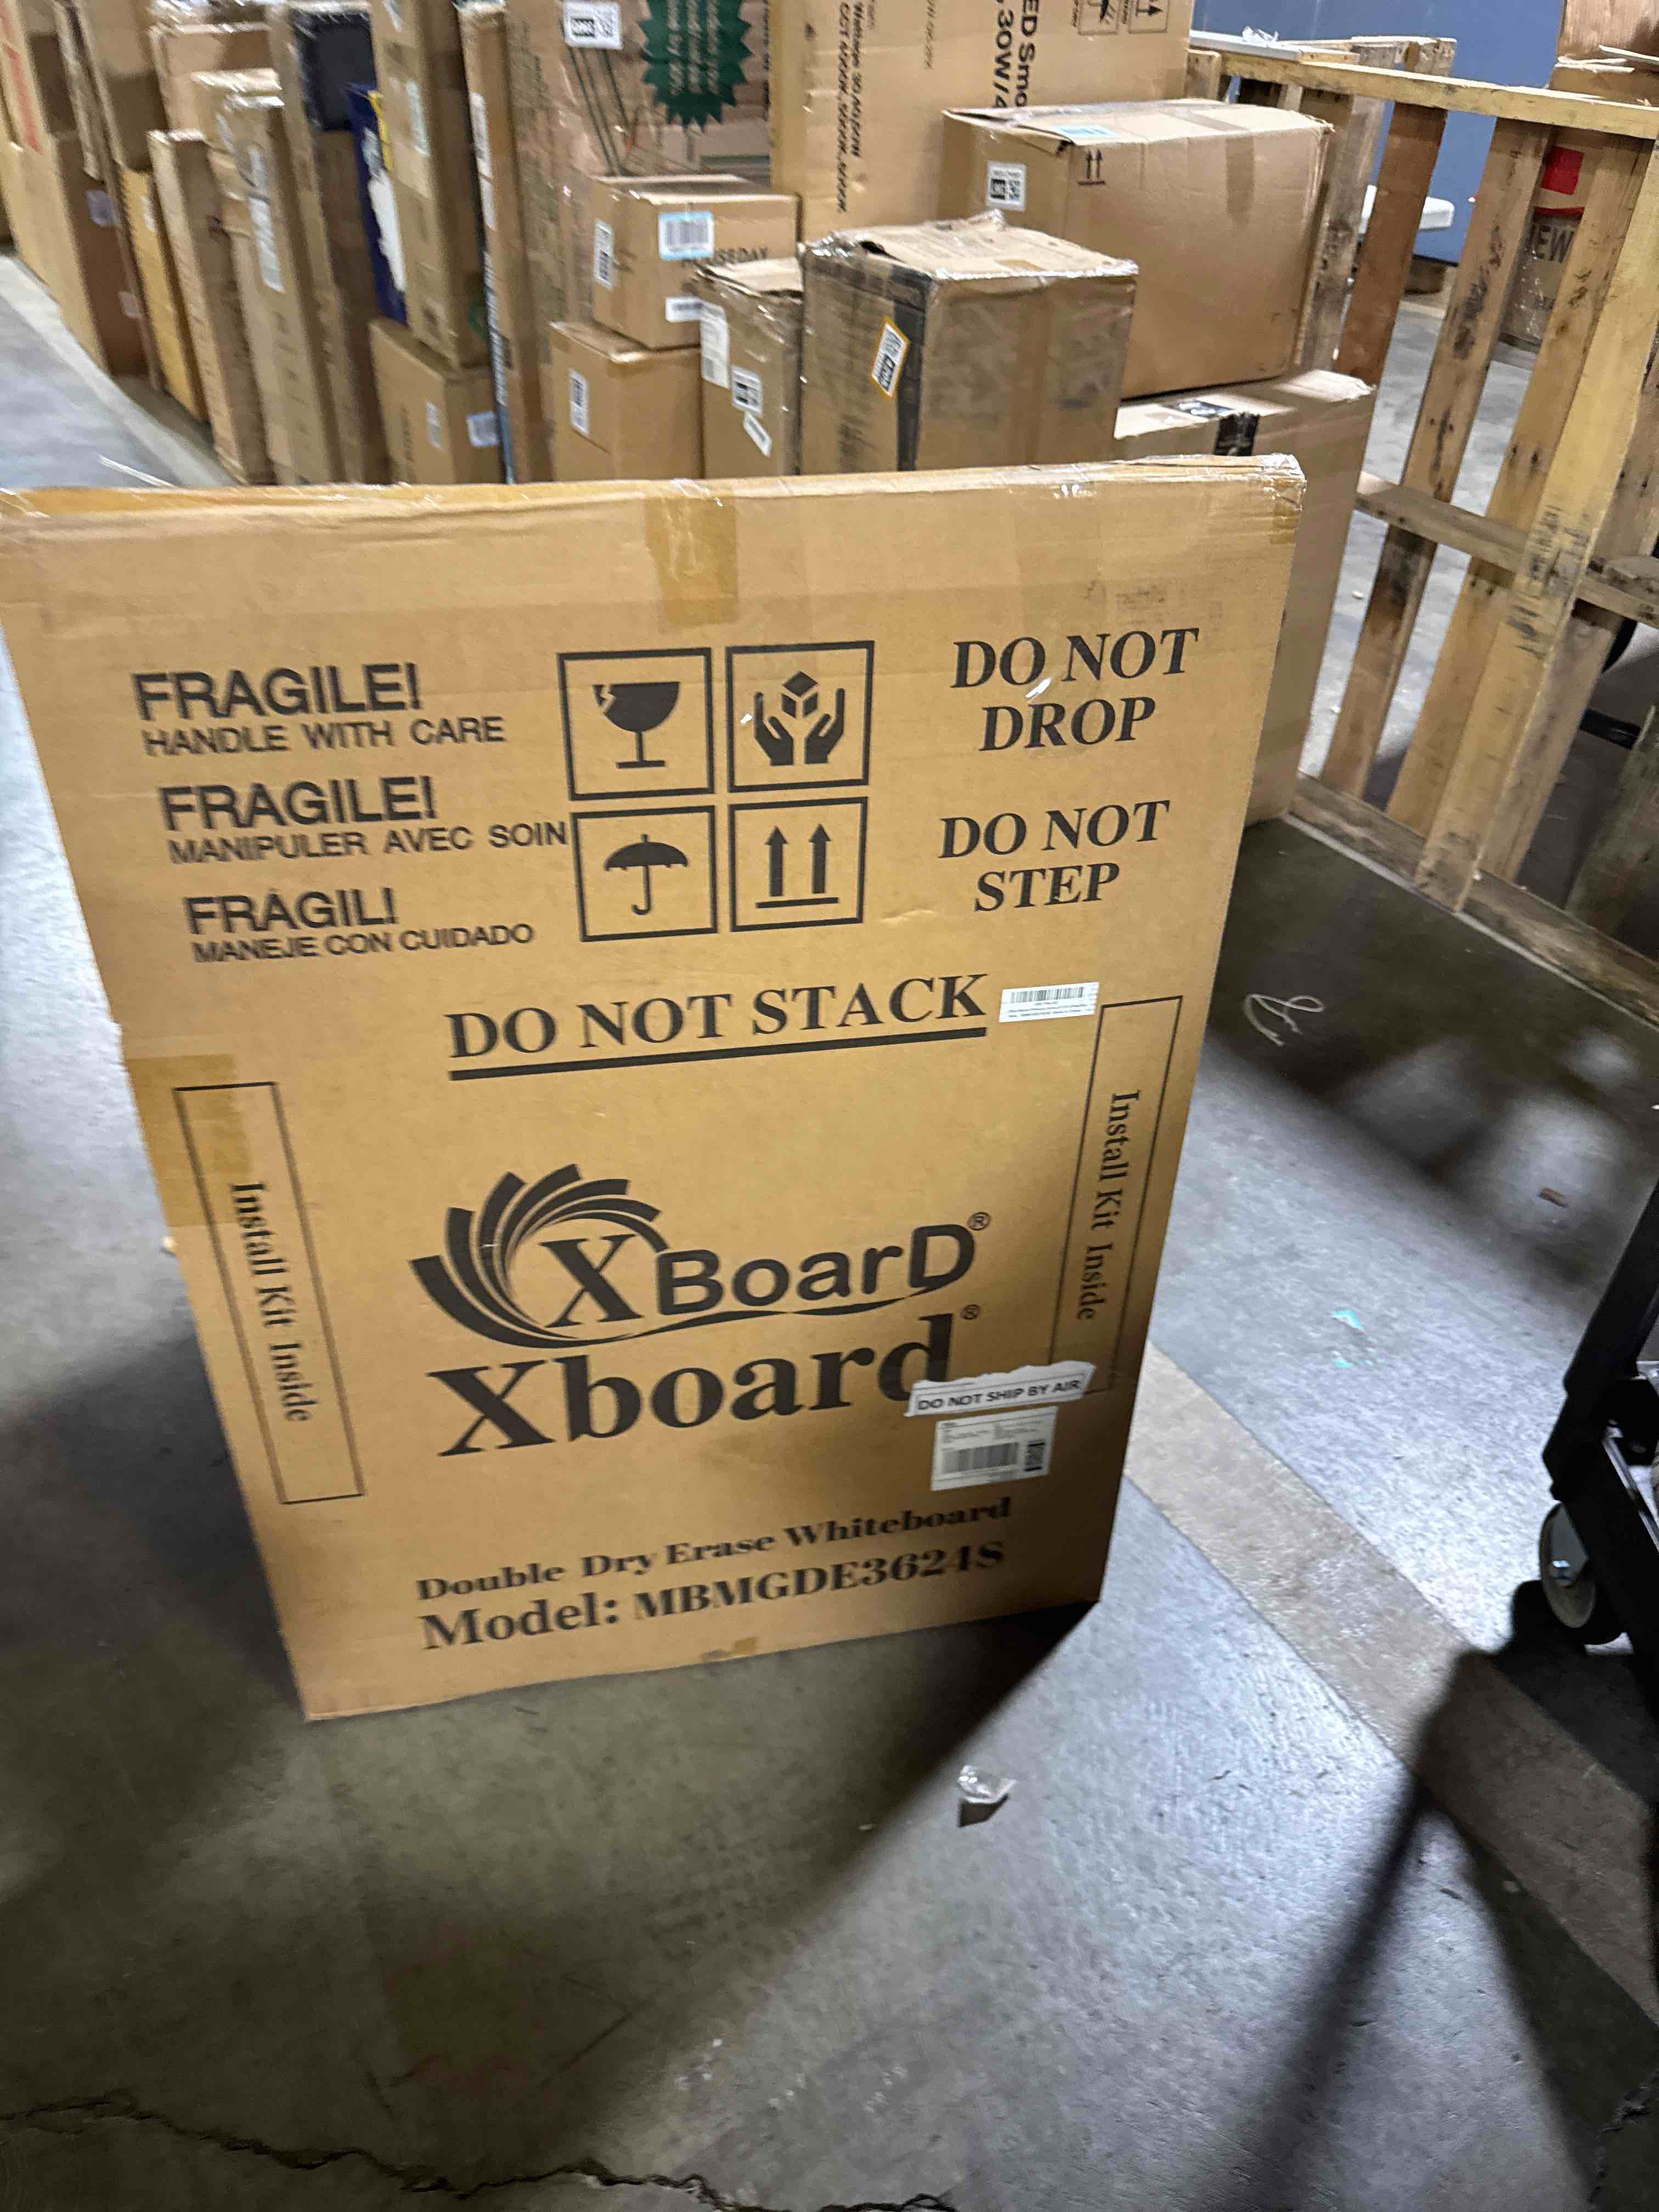 FRAGILE!
HANDLE WITH CARE
FRAGILE!
MANIPULER AVEC SOIN
FRÁGIL!
MANEJE CON CUIDADO
DO NOT
DROP
DO NOT
STEP
DO NOT STACK
Install Kit Inside
Install Kit Inside
XBoarD®
Xboard®
DO NOT SHIP BY AIR
Double Dry Erase Whiteboard
Model: MBMGDE3624S